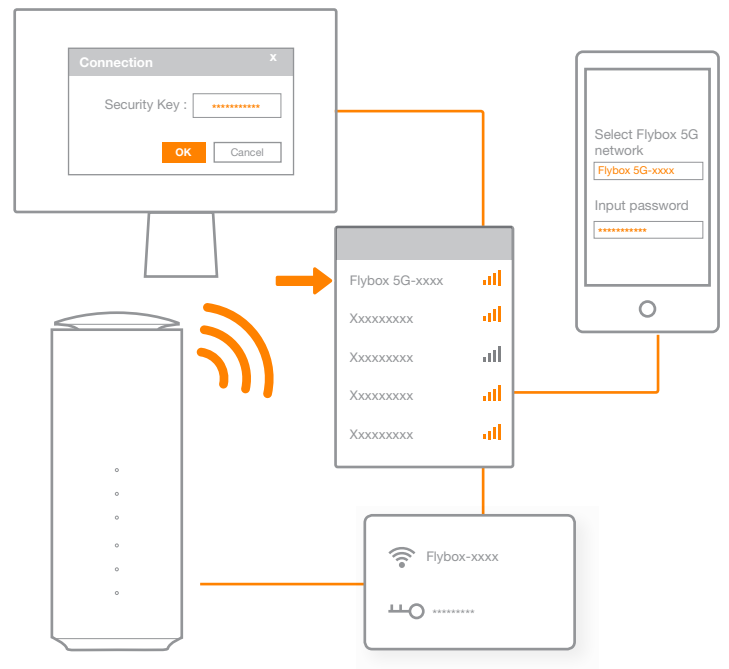 Connection x
Security Key : ***********
OK Cancel
Select Flybox 5G
network
Flybox 5G-xxxx
Input password
***********
Flybox 5G-xxxx
Xxxxxxxxx
Xxxxxxxxx
Xxxxxxxxx
Xxxxxxxxx
Flybox-xxxx
*********